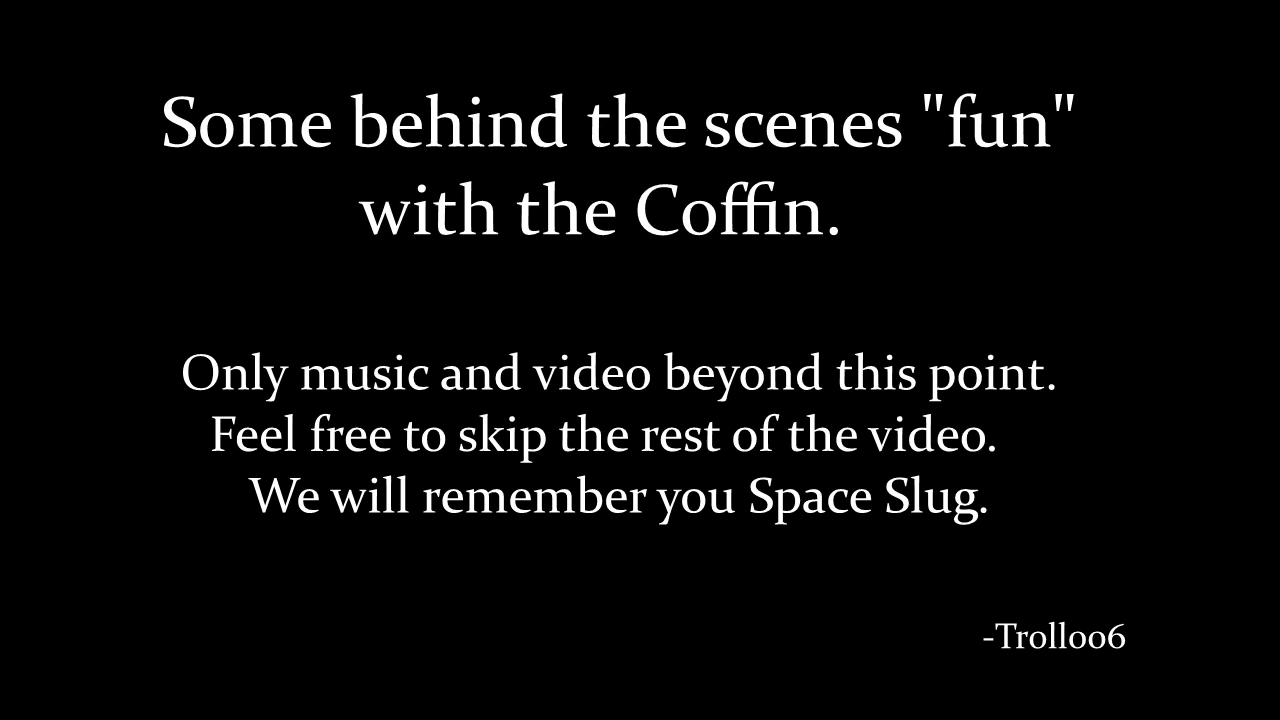 Some behind the scenes "fun"
with the Coffin.
Only music and video beyond this point.
Feel free to skip the rest of the video.
We will remember you Space Slug.
-Troll006